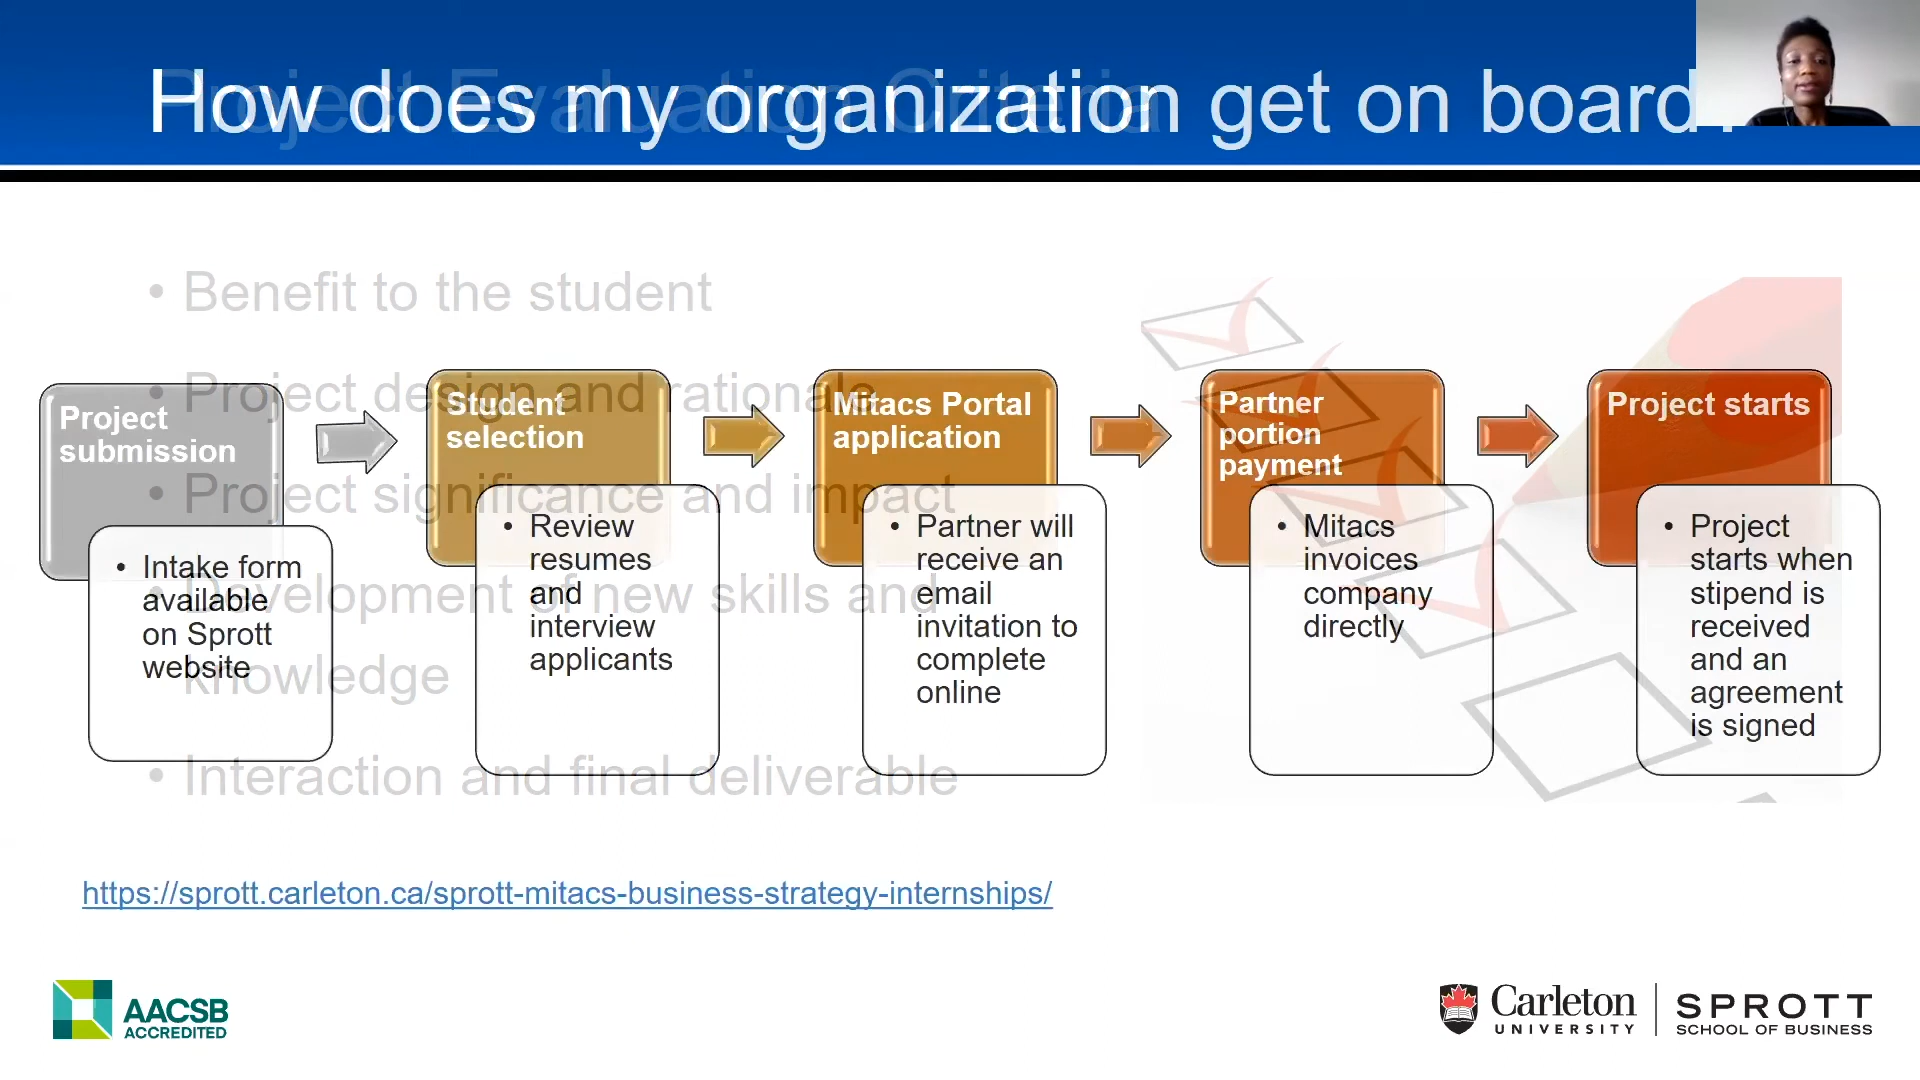 How does my organization get on board?
Project Evaluation Criteria
• Benefit to the student
• Project design and rationale
• Project significance and impact
• Development of new skills and
knowledge
• Interaction and final deliverable
Project
submission
• Intake form
available
on Sprott
website
Student
selection
• Review
resumes
and
interview
applicants
Mitacs Portal
application
• Partner will
receive an
email
invitation to
complete
online
Partner
portion
payment
• Mitacs
invoices
company
directly
Project starts
• Project
starts when
stipend is
received
and an
agreement
is signed
https://sprott.carleton.ca/sprott-mitacs-business-strategy-internships/
AACSB
ACCREDITED
Carleton
UNIVERSITY
SPROTT
SCHOOL OF BUSINESS